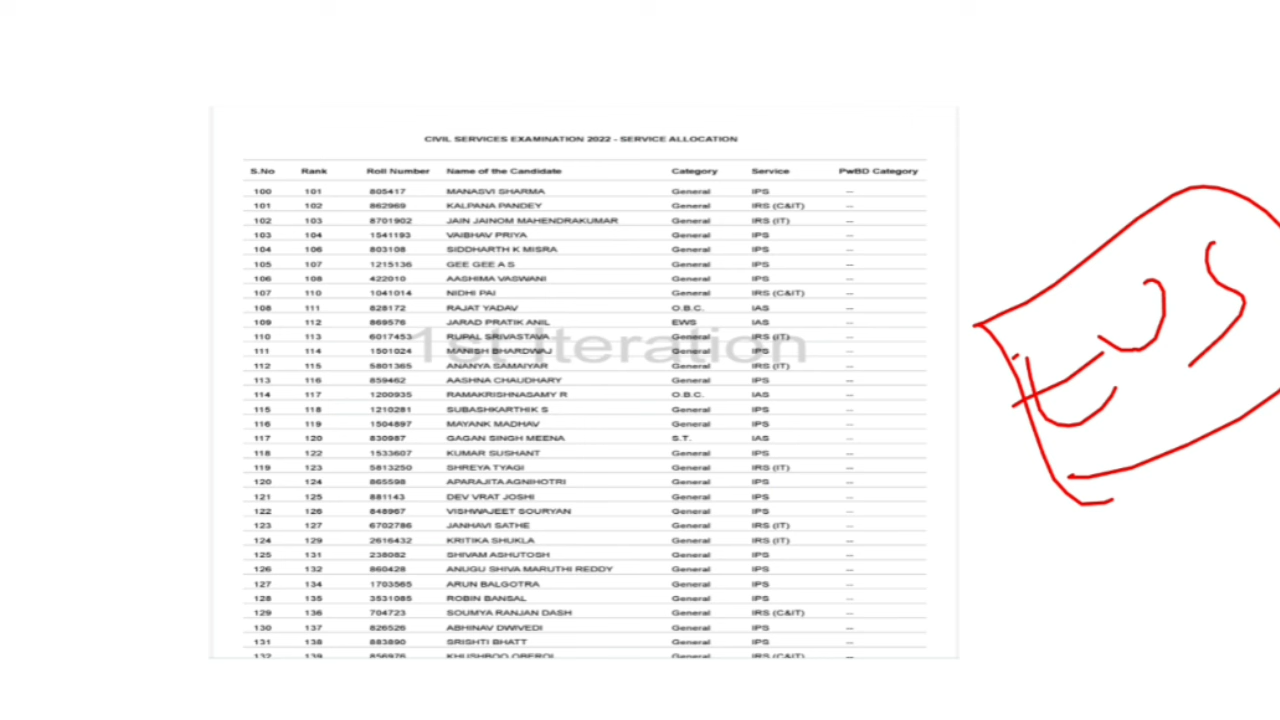 CIVIL SERVICES EXAMINATION 2022 - SERVICE ALLOCATION
S.No Rank Roll Number Name of the Candidate Category Service PwBD Category
100 101 805417 MANASVI SHARMA General IPS --
101 102 862969 KALPANA PANDEY General IRS (C&IT) --
102 103 8701902 JAIN JAINOM MAHENDRAKUMAR General IRS (IT) --
103 104 1541193 VAIBHAV PRIYA General IPS --
104 106 803108 SIDDHARTH K MISRA General IPS --
105 107 1215136 GEE GEE A S General IPS --
106 108 422010 AASHIMA VASWANI General IPS --
107 110 1041014 NIDHI PAI General IRS (C&IT) --
108 111 828172 RAJAT YADAV O.B.C. IAS --
109 112 869576 JARAD PRATIK ANIL EWS IAS --
110 113 6017453 RUPAL SRIVASTAVA General IRS (IT) --
1st Iteration
111 114 1501024 MANISH BHARDWAJ General IPS --
112 115 5801365 ANANYA SAMAIYAR General IRS (IT) --
113 116 859462 AASHNA CHAUDHARY General IPS --
114 117 1200935 RAMAKRISHNASAMY R O.B.C. IAS --
115 118 1210281 SUBASHKARTHIK S General IPS --
116 119 1504897 MAYANK MADHAV General IPS --
117 120 830987 GAGAN SINGH MEENA S.T. IAS --
118 122 1533607 KUMAR SUSHANT General IPS --
119 123 5813250 SHREYA TYAGI General IRS (IT) --
120 124 865598 APARAJITA AGNIHOTRI General IPS --
121 125 881143 DEV VRAT JOSHI General IPS --
122 126 848967 VISHWAJEET SOURYAN General IPS --
123 127 6702786 JANHAVI SATHE General IRS (IT) --
124 129 2616432 KRITIKA SHUKLA General IRS (IT) --
125 131 238082 SHIVAM ASHUTOSH General IPS --
126 132 860428 ANUGU SHIVA MARUTHI REDDY General IPS --
127 134 1703565 ARUN BALGOTRA General IPS --
128 135 3531085 ROBIN BANSAL General IPS --
129 136 704723 SOUMYA RANJAN DASH General IRS (C&IT) --
130 137 826526 ABHINAV DWIVEDI General IPS --
131 138 883890 SRISHTI BHATT General IPS --
132 139 856976 KHUSHBOO OBEROI General IRS (C&IT) --